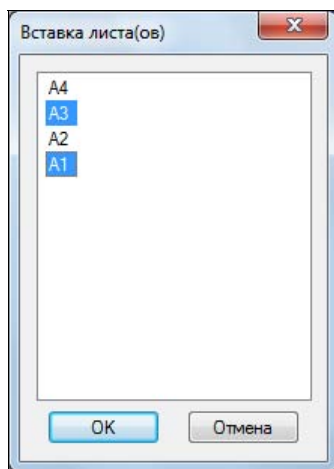 Вставка листа(ов)
A4
A3
A2
A1
OK
Отмена